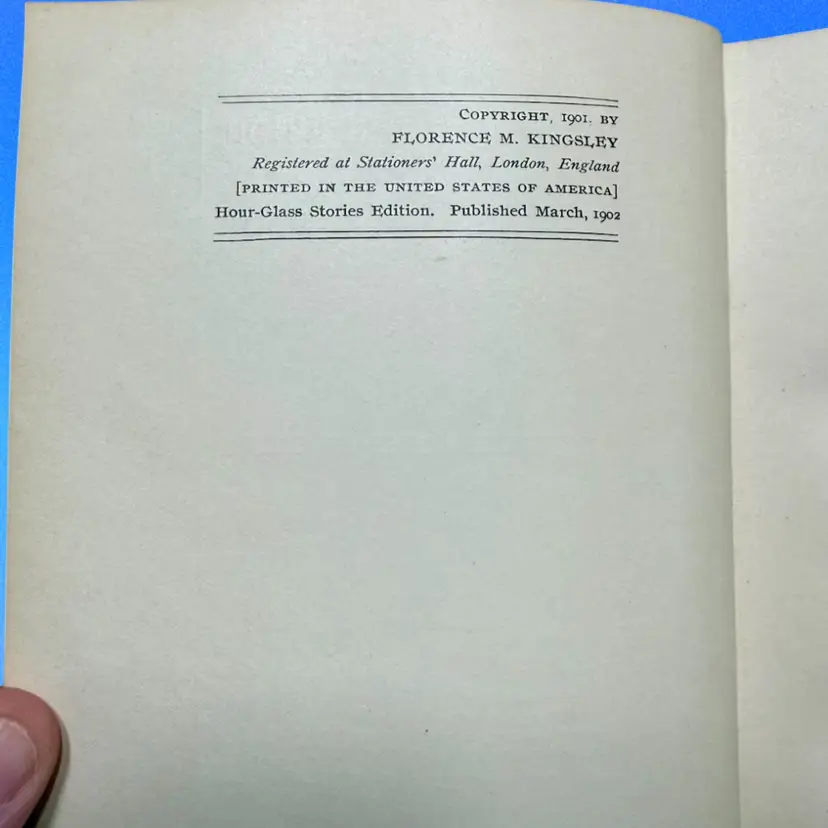 COPYRIGHT, 1901. BY
FLORENCE M. KINGSLEY
Registered at Stationers' Hall, London, England
[PRINTED IN THE UNITED STATES OF AMERICA]
Hour-Glass Stories Edition. Published March, 1902